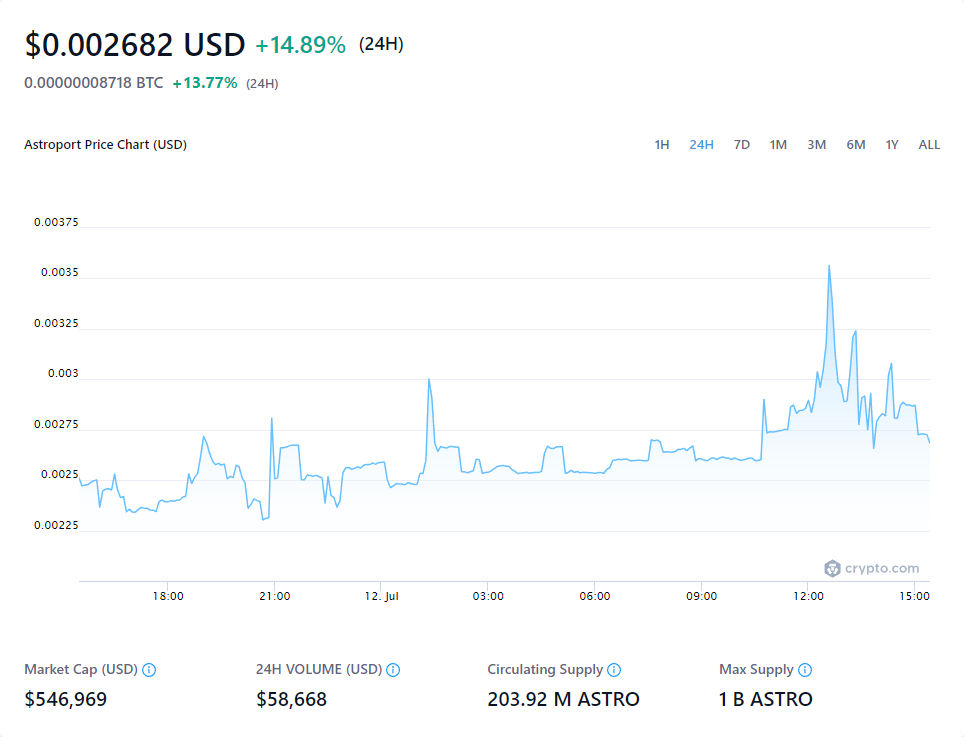 $0.002682 USD +14.89% (24H)
0.00000008718 BTC +13.77% (24H)
Astroport Price Chart (USD) 1H 24H 7D 1M 3M 6M 1Y ALL
0.00375
0.0035
0.00325
0.003
0.00275
0.0025
0.00225
crypto.com
18:00 21:00 12. Jul 03:00 06:00 09:00 12:00 15:00
Market Cap (USD) 24H VOLUME (USD) Circulating Supply Max Supply
$546,969 $58,668 203.92 M ASTRO 1 B ASTRO